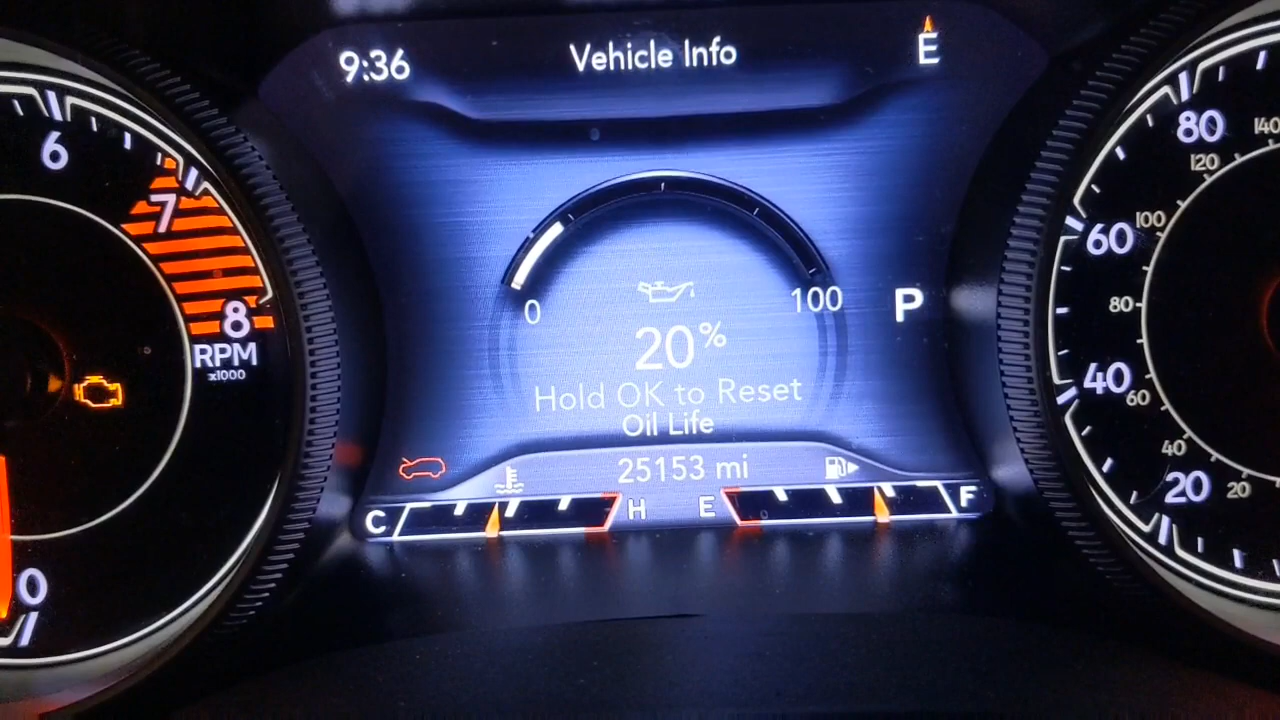 9:36
Vehicle Info
E
6
7
8
RPM
x1000
0
0
100
20%
Hold OK to Reset
Oil Life
P
25153 mi
C
H
E
F
80
60
40
20
140
120
100
80
60
40
20